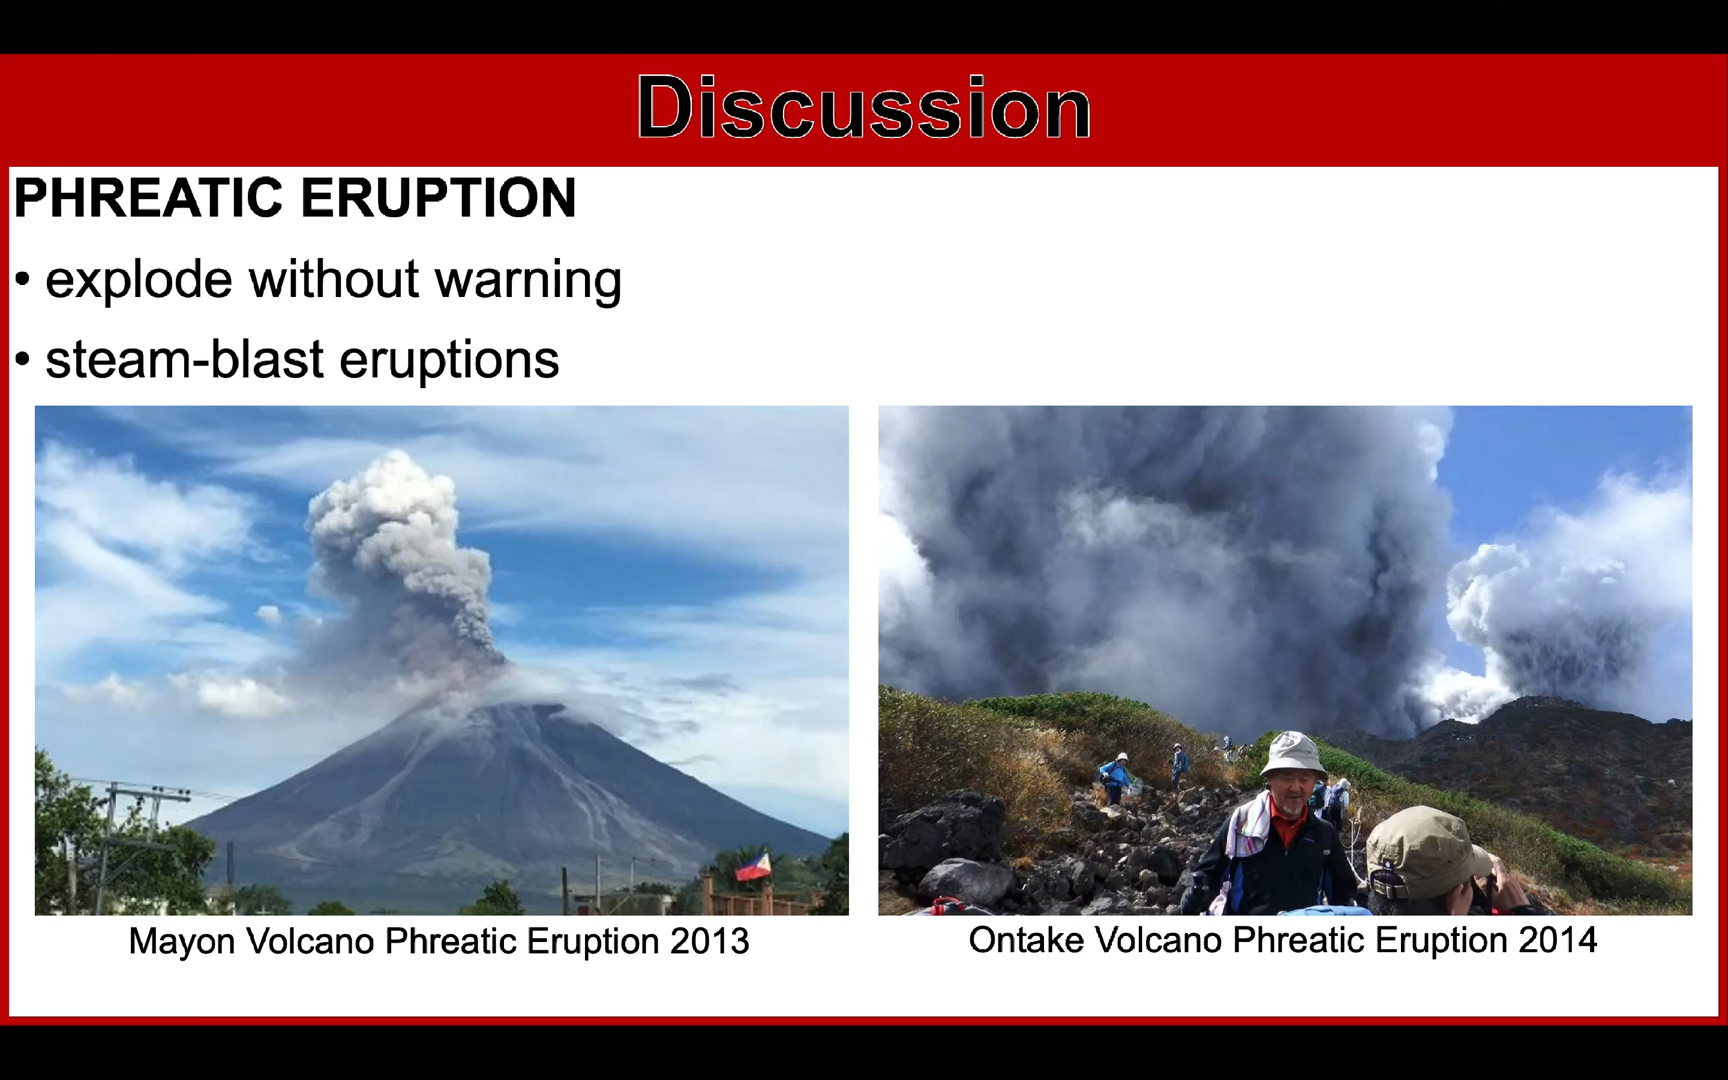 Discussion
PHREATIC ERUPTION
• explode without warning
• steam-blast eruptions
Mayon Volcano Phreatic Eruption 2013
Ontake Volcano Phreatic Eruption 2014